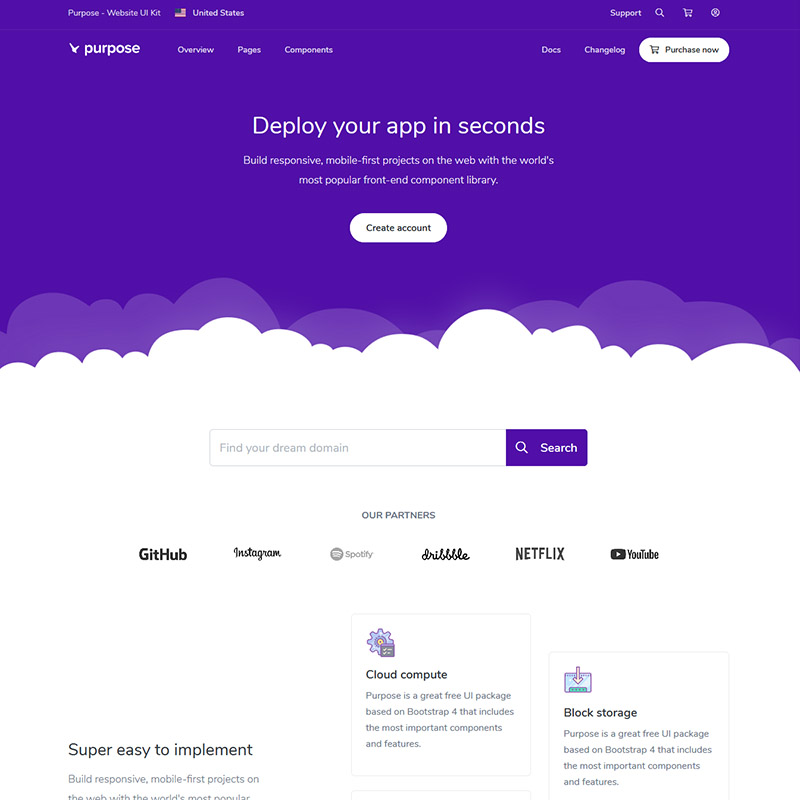 Purpose - Website UI Kit United States Support
purpose Overview Pages Components Docs Changelog Purchase now
Deploy your app in seconds
Build responsive, mobile-first projects on the web with the world's
most popular front-end component library.
Create account
Find your dream domain Search
OUR PARTNERS
GitHub Instagram Spotify dribbble NETFLIX YouTube
Cloud compute
Purpose is a great free UI package
based on Bootstrap 4 that includes
the most important components
and features.
Block storage
Purpose is a great free UI package
based on Bootstrap 4 that includes
the most important components
and features.
Super easy to implement
Build responsive, mobile-first projects on
the web with the world's most popular